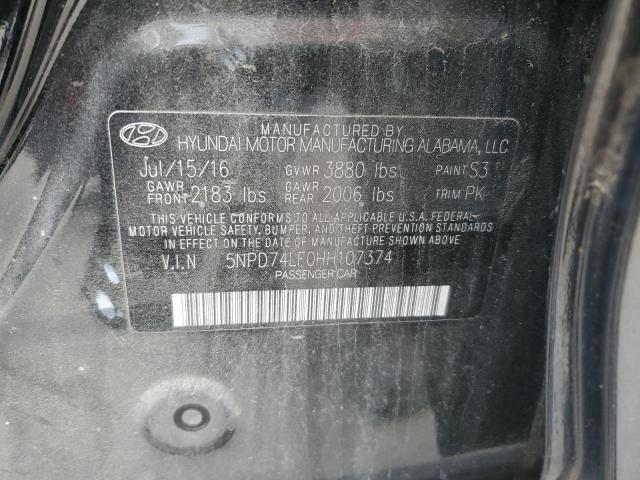 MANUFACTURED BY
HYUNDAI MOTOR MANUFACTURING ALABAMA, LLC
Jul/15/16 GVWR 3880 lbs PAINT S3
GAWR FRONT 2183 lbs GAWR REAR 2006 lbs TRIM PK
THIS VEHICLE CONFORMS TO ALL APPLICABLE U.S.A. FEDERAL
MOTOR VEHICLE SAFETY, BUMPER, AND THEFT PREVENTION STANDARDS
IN EFFECT ON THE DATE OF MANUFACTURE SHOWN ABOVE.
V.I.N 5NPD74LF0HH107374
PASSENGER CAR